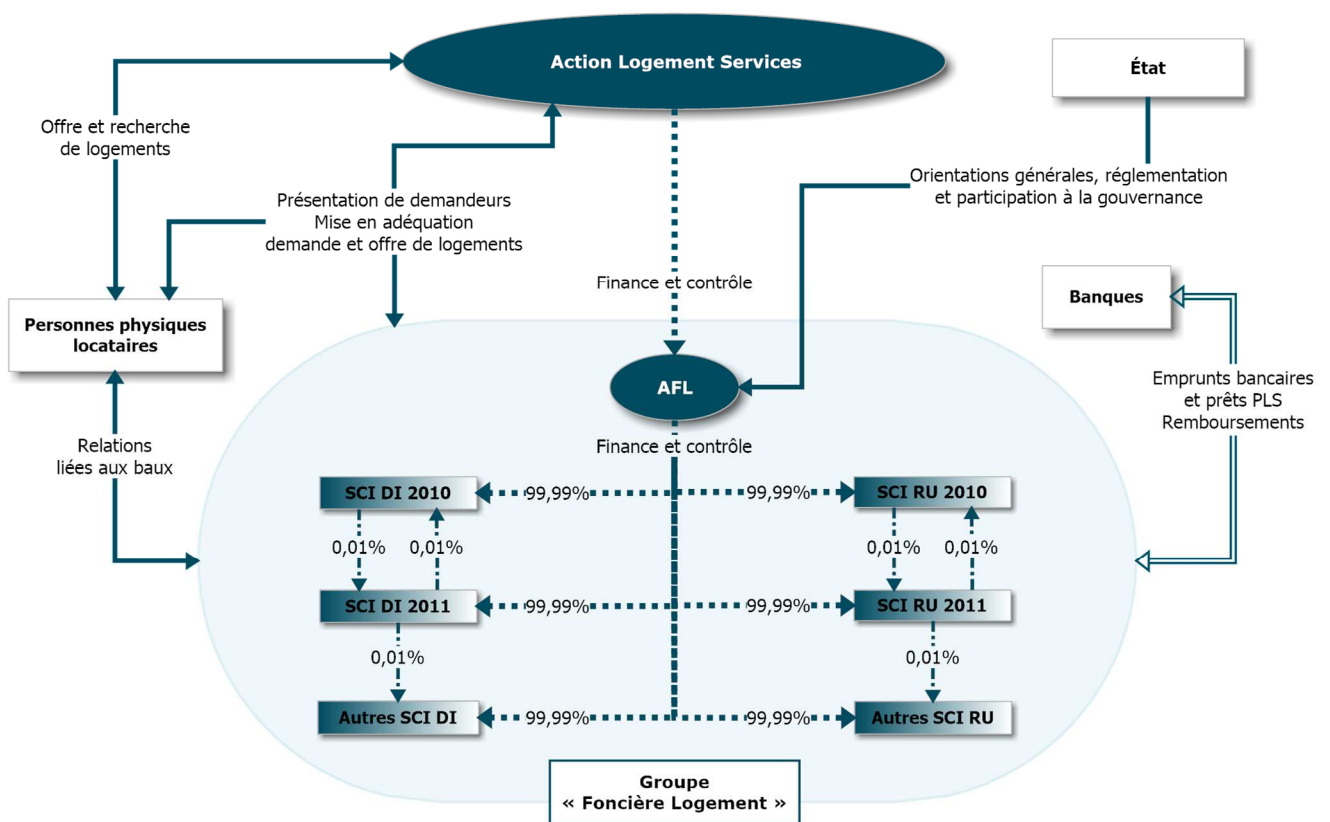 Action Logement Services
État
Offre et recherche
de logements
Orientations générales, réglementation
et participation à la gouvernance
Présentation de demandeurs
Mise en adéquation
demande et offre de logements
Finance et contrôle
Banques
Personnes physiques
locataires
AFL
Emprunts bancaires
et prêts PLS
Remboursements
Relations
liées aux baux
Finance et contrôle
SCI DI 2010
99,99%
99,99%
SCI RU 2010
0,01%
0,01%
0,01%
0,01%
SCI DI 2011
99,99%
99,99%
SCI RU 2011
0,01%
0,01%
Autres SCI DI
99,99%
99,99%
Autres SCI RU
Groupe
« Foncière Logement »